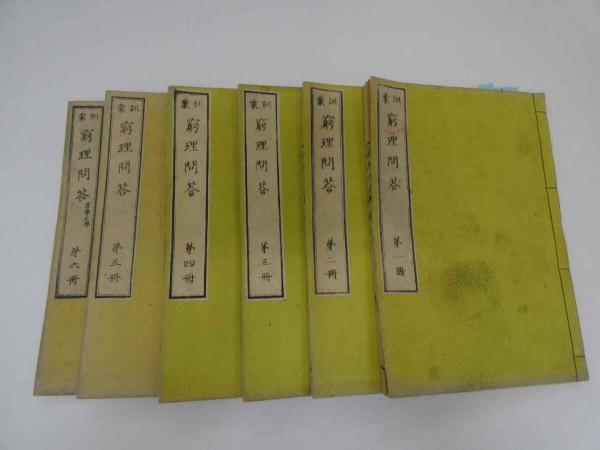 訓蒙
窮理問答
第一冊
訓蒙
窮理問答
第二冊
訓蒙
窮理問答
第三冊
訓蒙
窮理問答
第四冊
訓蒙
窮理問答
第五冊
訓蒙
窮理問答
第六冊